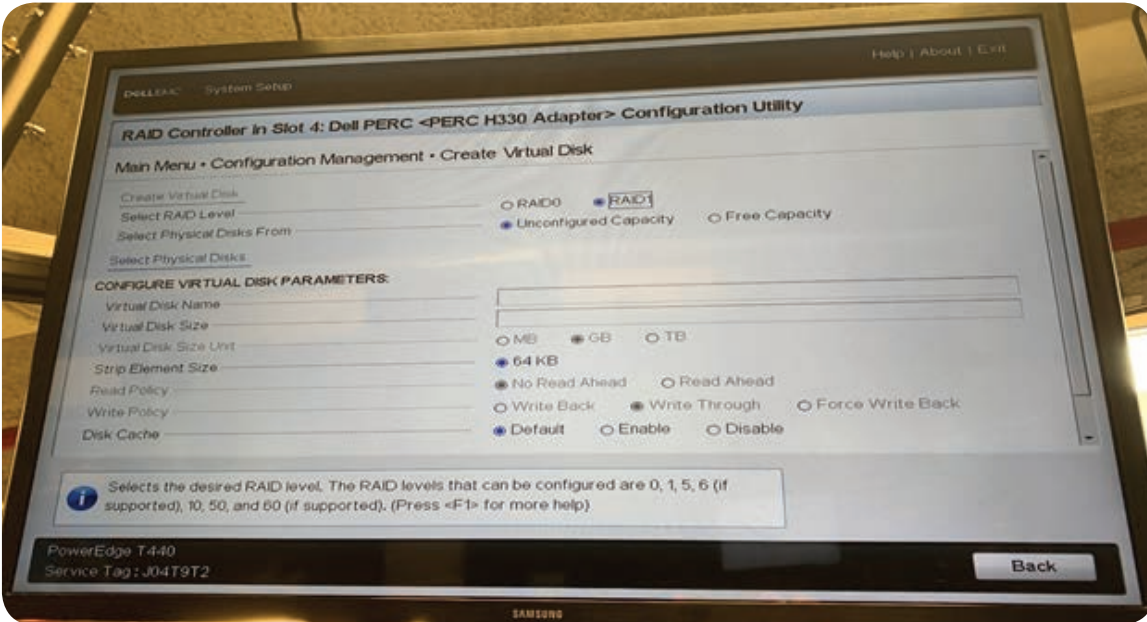 Help | About | Exit
DELLEMC System Setup
RAID Controller in Slot 4: Dell PERC <PERC H330 Adapter> Configuration Utility
Main Menu • Configuration Management • Create Virtual Disk
Create Virtual Disk
Select RAID Level RAID0 RAID1
Select Physical Disks From Unconfigured Capacity Free Capacity
Select Physical Disks
CONFIGURE VIRTUAL DISK PARAMETERS:
Virtual Disk Name
Virtual Disk Size
Virtual Disk Size Unit MB GB TB
Strip Element Size 64 KB
Read Policy No Read Ahead Read Ahead
Write Policy Write Back Write Through Force Write Back
Disk Cache Default Enable Disable
i
Selects the desired RAID level. The RAID levels that can be configured are 0, 1, 5, 6 (if
supported), 10, 50, and 60 (if supported). (Press <F1> for more help)
PowerEdge T440
Service Tag : J04T9T2
Back
SAMSUNG